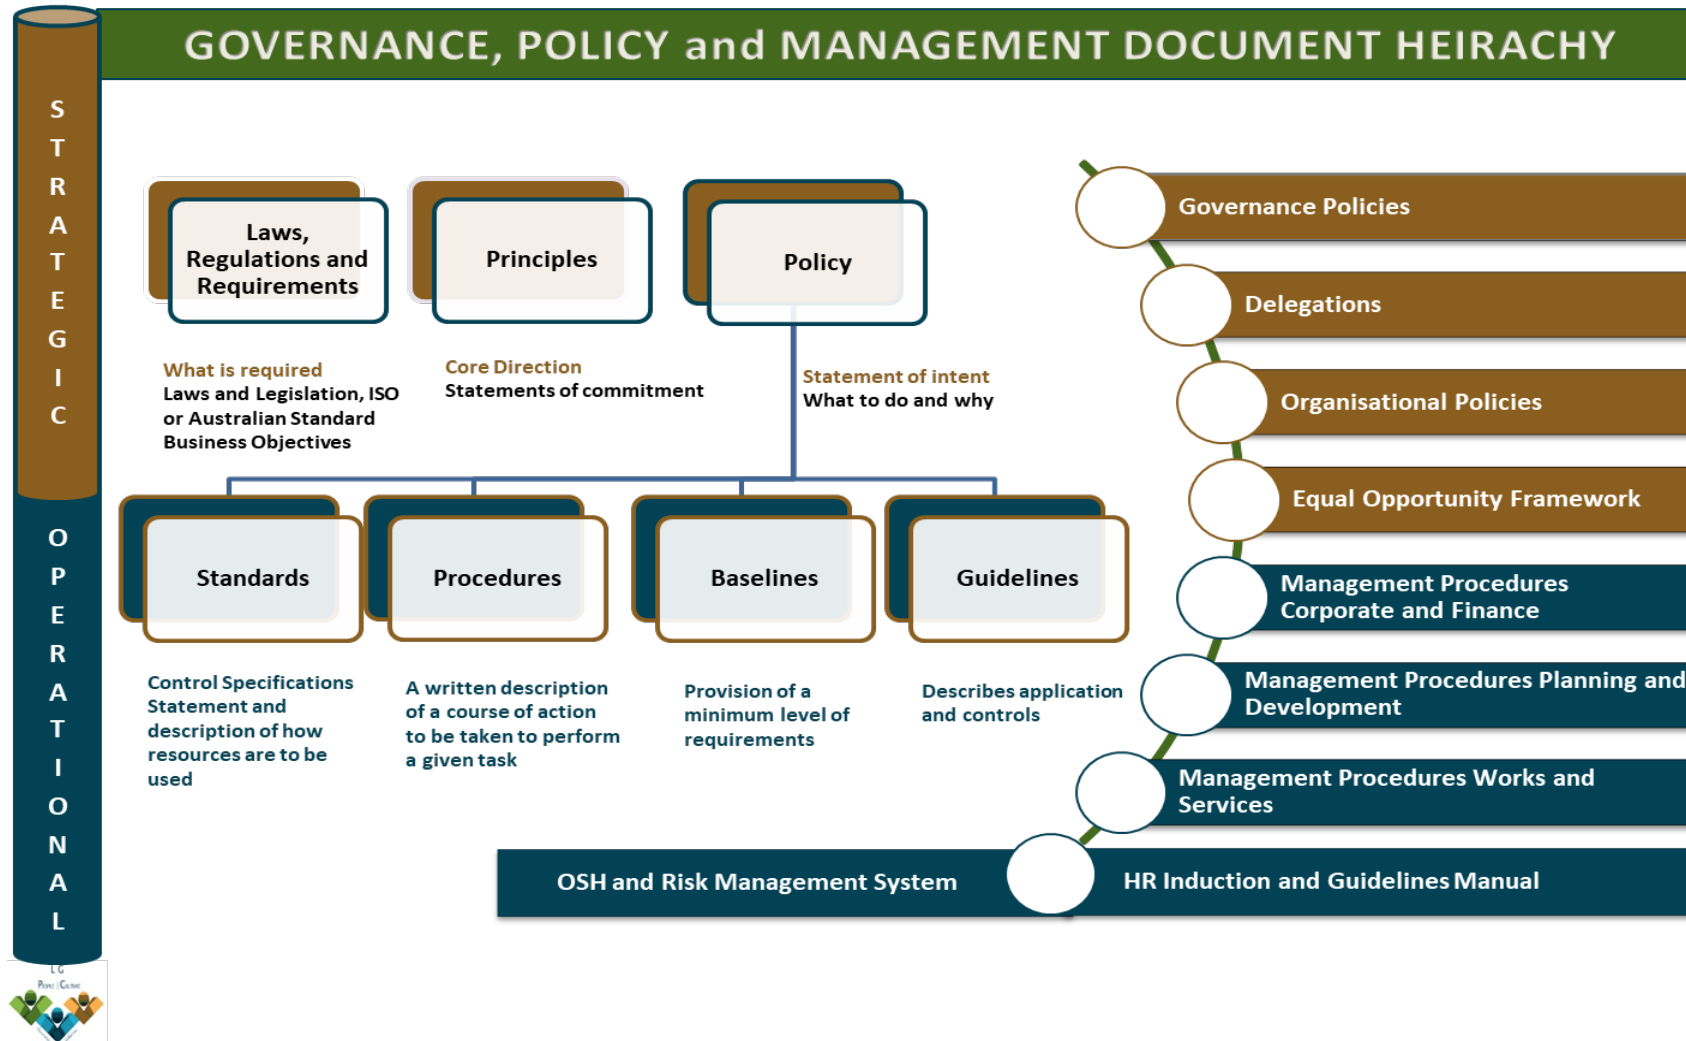 GOVERNANCE, POLICY and MANAGEMENT DOCUMENT HEIRACHY
STRATEGIC
OPERATIONAL
Laws,
Regulations and
Requirements
Principles
Policy
What is required
Laws and Legislation, ISO
or Australian Standard
Business Objectives
Core Direction
Statements of commitment
Statement of intent
What to do and why
Standards
Procedures
Baselines
Guidelines
Control Specifications
Statement and
description of how
resources are to be
used
A written description
of a course of action
to be taken to perform
a given task
Provision of a
minimum level of
requirements
Describes application
and controls
Governance Policies
Delegations
Organisational Policies
Equal Opportunity Framework
Management Procedures
Corporate and Finance
Management Procedures Planning and
Development
Management Procedures Works and
Services
OSH and Risk Management System
HR Induction and Guidelines Manual
L G
People | Culture